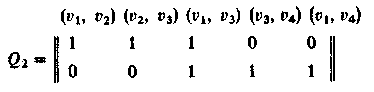 (v₁, v₂) (v₂, v₃) (v₁, v₃) (v₃, v₄) (v₁, v₄)
Q₂ = ‖ 1 1 1 0 0 ‖
0 0 1 1 1